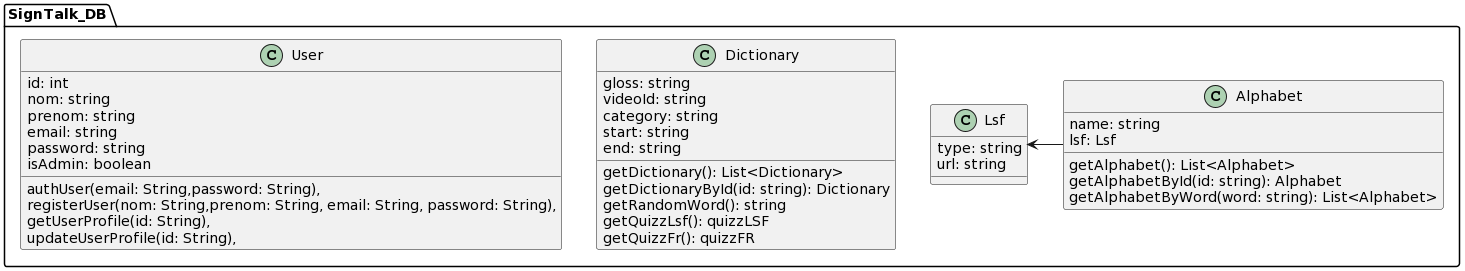 SignTalk_DB
C User
id: int
nom: string
prenom: string
email: string
password: string
isAdmin: boolean
authUser(email: String,password: String),
registerUser(nom: String,prenom: String, email: String, password: String),
getUserProfile(id: String),
updateUserProfile(id: String),
C Dictionary
gloss: string
videoId: string
category: string
start: string
end: string
getDictionary(): List<Dictionary>
getDictionaryById(id: string): Dictionary
getRandomWord(): string
getQuizzLsf(): quizzLSF
getQuizzFr(): quizzFR
C Lsf
type: string
url: string
C Alphabet
name: string
lsf: Lsf
getAlphabet(): List<Alphabet>
getAlphabetById(id: string): Alphabet
getAlphabetByWord(word: string): List<Alphabet>